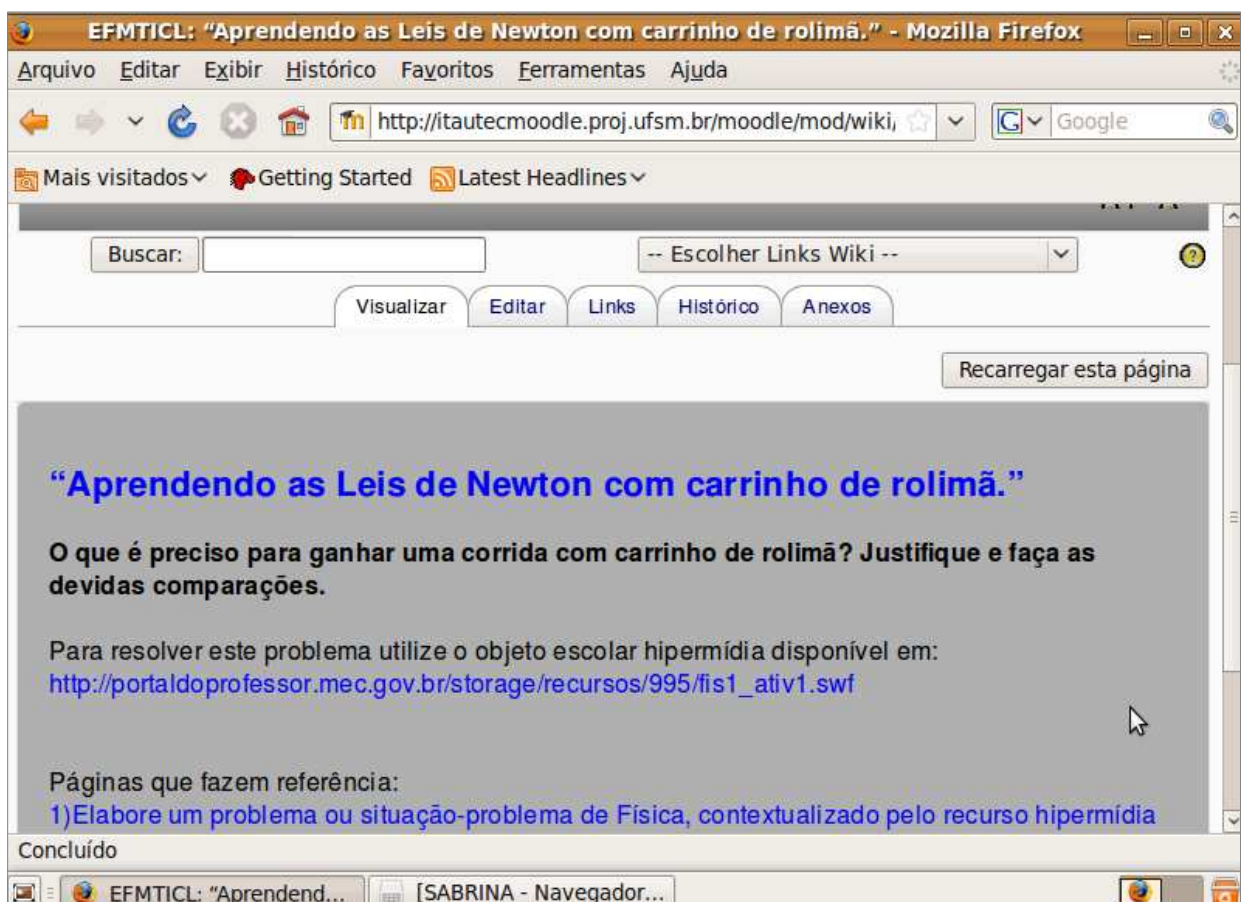 EFMTICL: “Aprendendo as Leis de Newton com carrinho de rolimã.” - Mozilla Firefox
Arquivo Editar Exibir Histórico Favoritos Ferramentas Ajuda
http://itautecmoodle.proj.ufsm.br/moodle/mod/wiki, G Google
Mais visitados Getting Started Latest Headlines
Buscar: -- Escolher Links Wiki -- ?
Visualizar Editar Links Histórico Anexos
Recarregar esta página
“Aprendendo as Leis de Newton com carrinho de rolimã.”
O que é preciso para ganhar uma corrida com carrinho de rolimã? Justifique e faça as
devidas comparações.
Para resolver este problema utilize o objeto escolar hipermídia disponível em:
http://portaldoprofessor.mec.gov.br/storage/recursos/995/fis1_ativ1.swf
Páginas que fazem referência:
1)Elabore um problema ou situação-problema de Física, contextualizado pelo recurso hipermídia
Concluído
EFMTICL: “Aprendend... [SABRINA - Navegador...